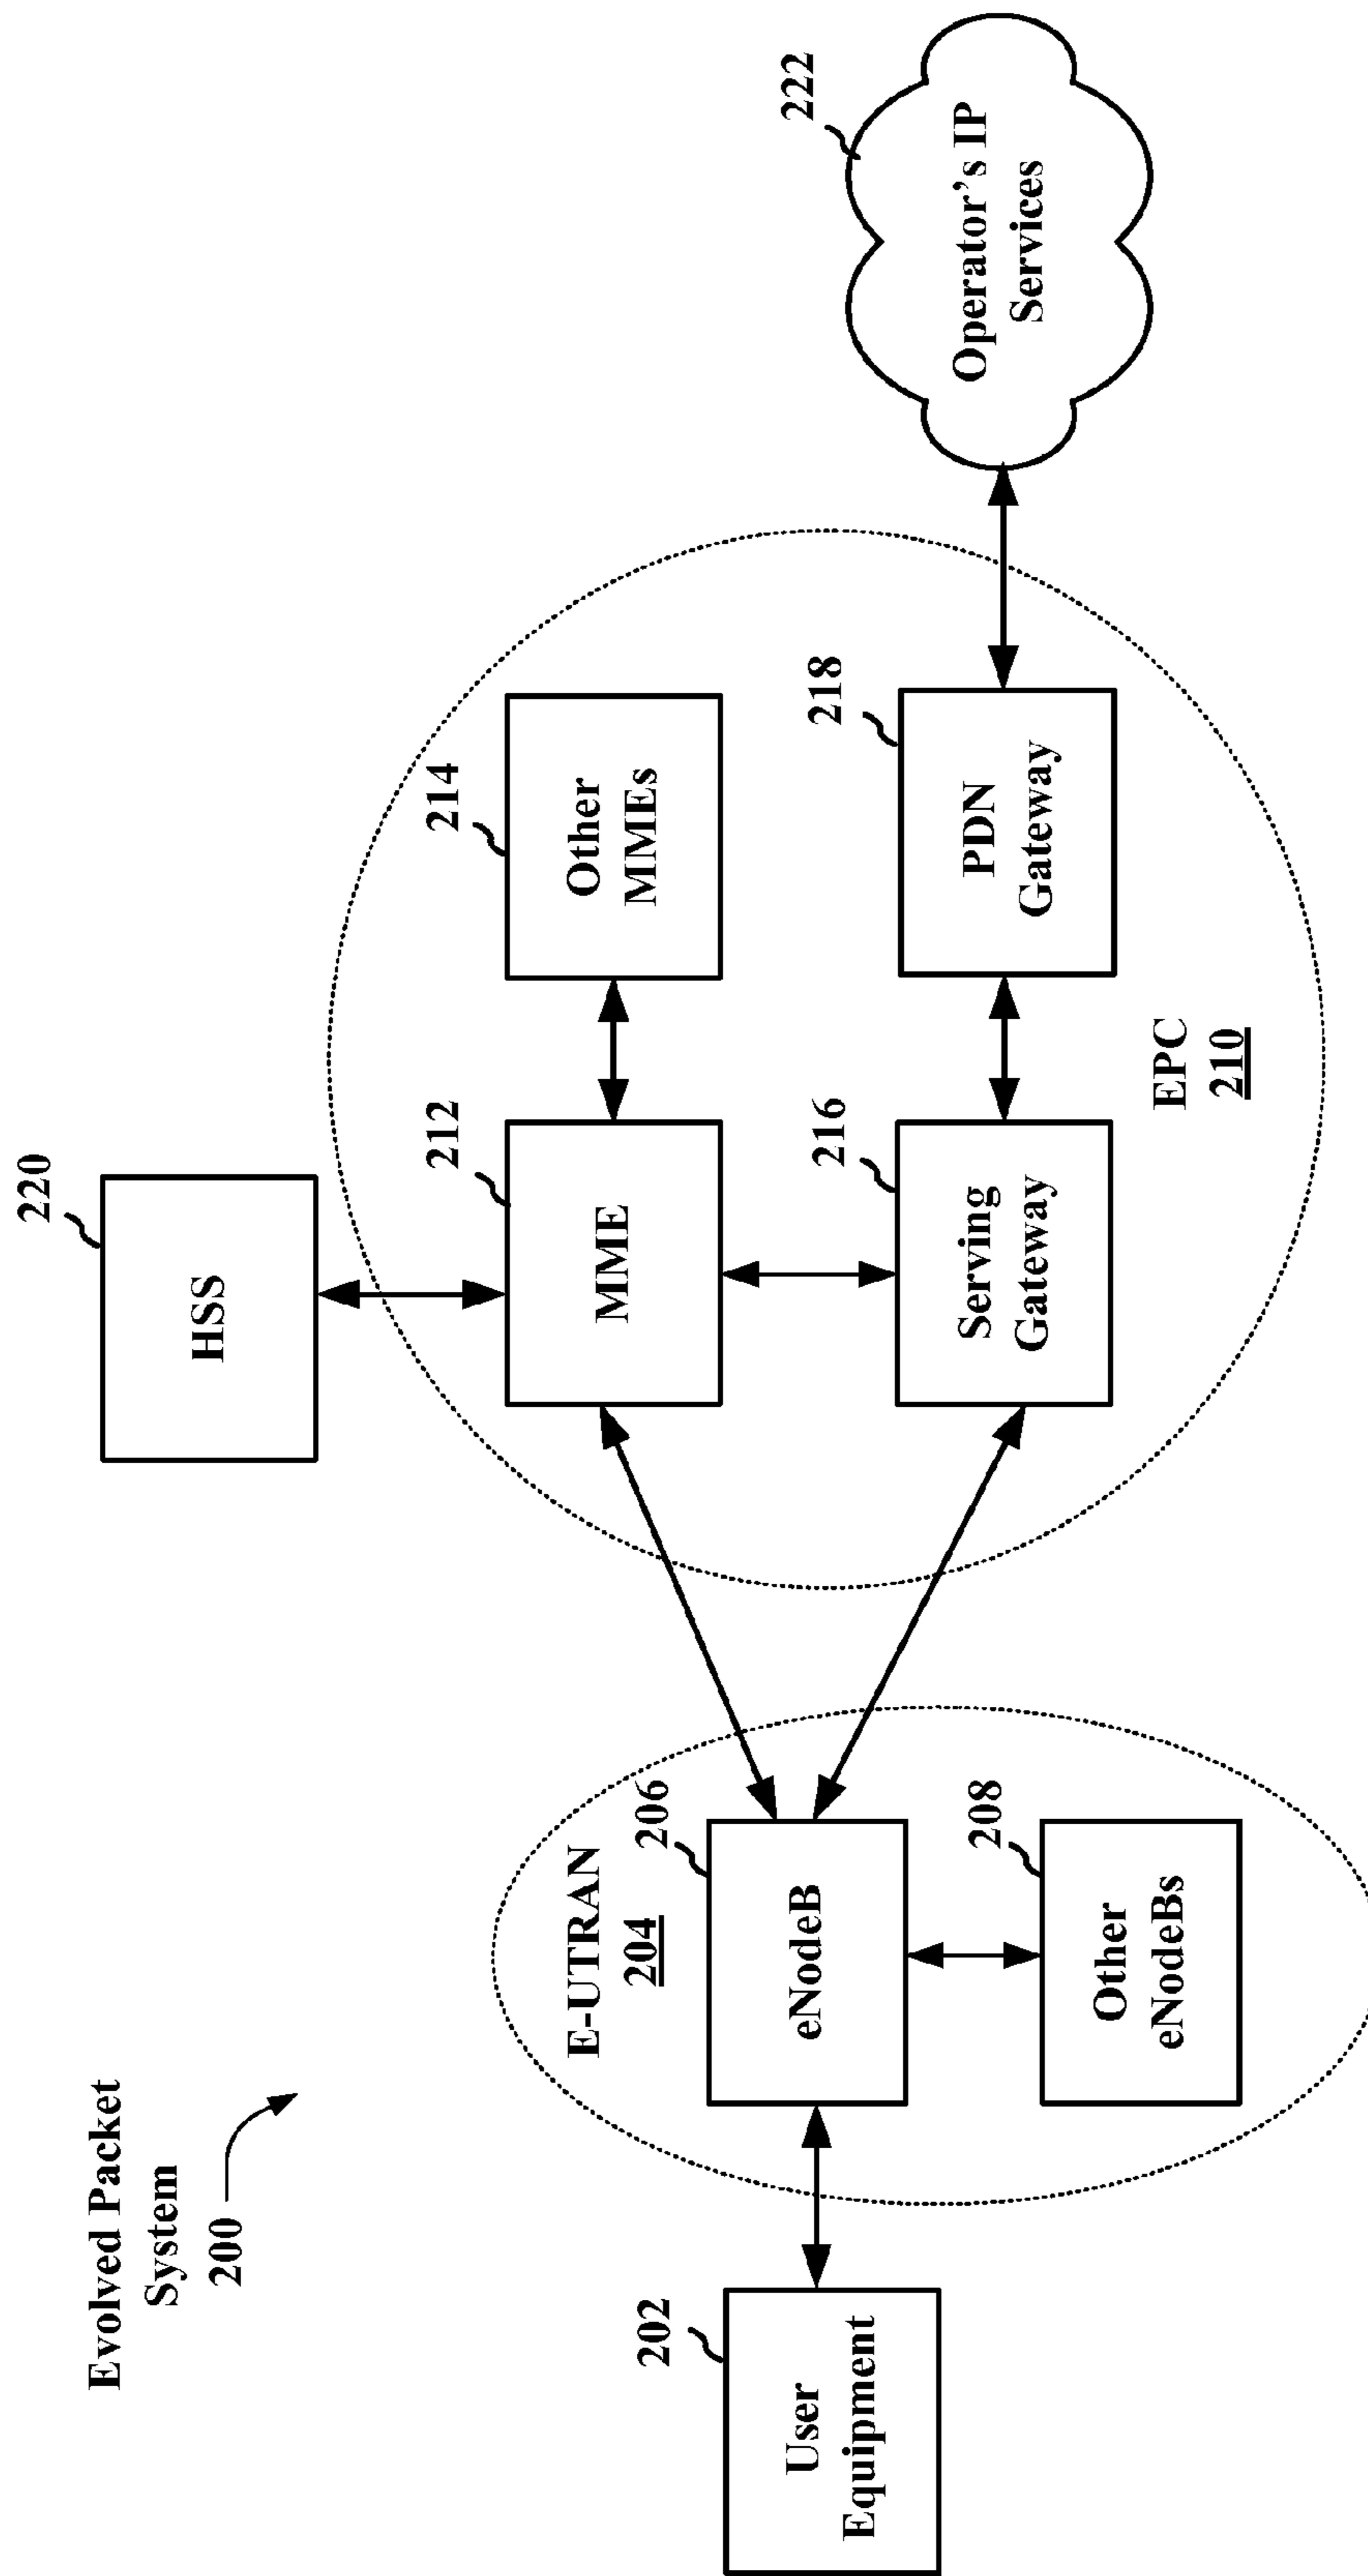 Evolved Packet
System
200
220
HSS
212
MME
214
Other
MMEs
E-UTRAN
204
202
User
Equipment
206
eNodeB
208
Other
eNodeBs
216
Serving
Gateway
218
PDN
Gateway
EPC
210
222
Operator's IP
Services